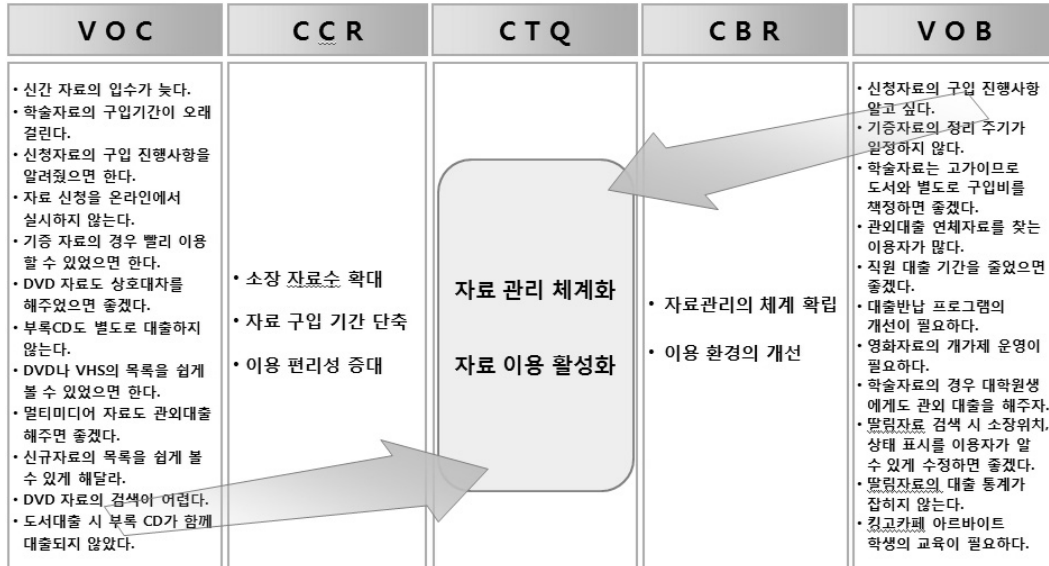 V O C
C C R
C T Q
C B R
V O B
• 신간 자료의 입수가 늦다.
• 학술자료의 구입기간이 오래
걸린다.
• 신청자료의 구입 진행사항을
알려줬으면 한다.
• 자료 신청을 온라인에서
실시하지 않는다.
• 기증 자료의 경우 빨리 이용
할 수 있었으면 한다.
• DVD 자료도 상호대차를
해주었으면 좋겠다.
• 부록CD도 별도로 대출하지
않는다.
• DVD나 VHS의 목록을 쉽게
볼 수 있었으면 한다.
• 멀티미디어 자료도 관외대출
해주면 좋겠다.
• 신규자료의 목록을 쉽게 볼
수 있게 해달라.
• DVD 자료의 검색이 어렵다.
• 도서대출 시 부록 CD가 함께
대출되지 않았다.
• 소장 자료수 확대
• 자료 구입 기간 단축
• 이용 편리성 증대
자료 관리 체계화
자료 이용 활성화
• 자료관리의 체계 확립
• 이용 환경의 개선
• 신청자료의 구입 진행사항
알고 싶다.
• 기증자료의 정리 주기가
일정하지 않다.
• 학술자료는 고가이므로
도서와 별도로 구입비를
책정하면 좋겠다.
• 관외대출 연체자료를 찾는
이용자가 많다.
• 직원 대출 기간을 줄었으면
좋겠다.
• 대출반납 프로그램의
개선이 필요하다.
• 영화자료의 개가제 운영이
필요하다.
• 학술자료의 경우 대학원생
에게도 관외 대출을 해주자.
• 딸림자료 검색 시 소장위치,
상태 표시를 이용자가 알
수 있게 수정하면 좋겠다.
• 딸림자료의 대출 통계가
잡히지 않는다.
• 킹고카페 아르바이트
학생의 교육이 필요하다.